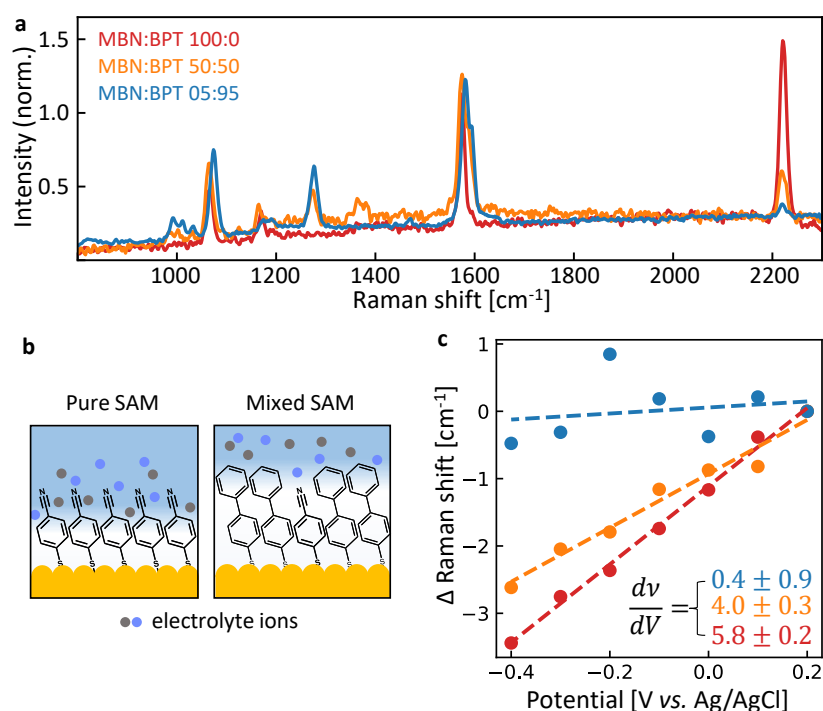 a
MBN:BPT 100:0
MBN:BPT 50:50
MBN:BPT 05:95
Intensity (norm.)
1.5
1.0
0.5
1000 1200 1400 1600 1800 2000 2200
Raman shift [cm⁻¹]
b
Pure SAM Mixed SAM
N N N N N N
S S S S S S S S S S
electrolyte ions
c
Δ Raman shift [cm⁻¹]
1
0
−1
−2
−3
dν/dV = 0.4 ± 0.9
4.0 ± 0.3
5.8 ± 0.2
−0.4 −0.2 0.0 0.2
Potential [V vs. Ag/AgCl]